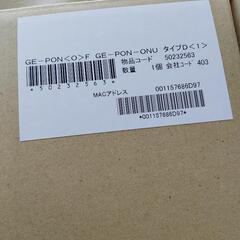 GE-PON<O>F GE-PON-ONU タイプD<1>
物品コード 50232563
*50232563*
数量 1個 会社コード 403
MACアドレス 001157686D97
*001157686D97*